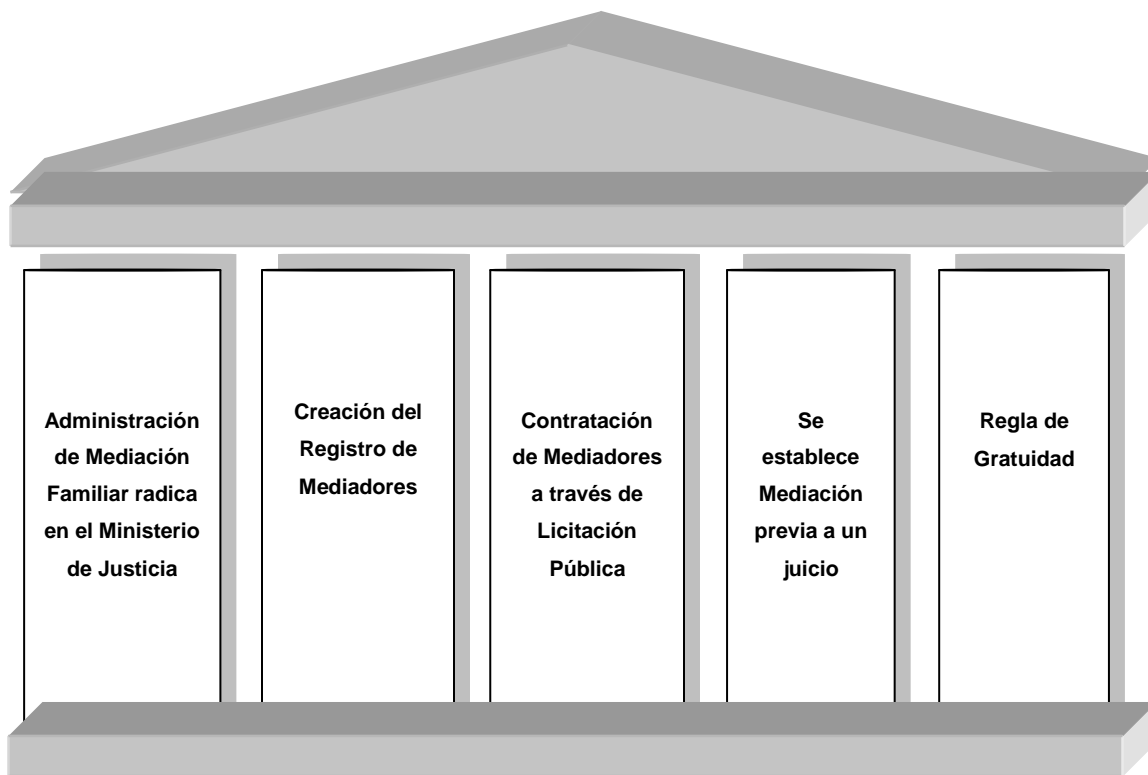 Administración
de Mediación
Familiar radica
en el Ministerio
de Justicia
Creación del
Registro de
Mediadores
Contratación
de Mediadores
a través de
Licitación
Pública
Se
establece
Mediación
previa a un
juicio
Regla de
Gratuidad